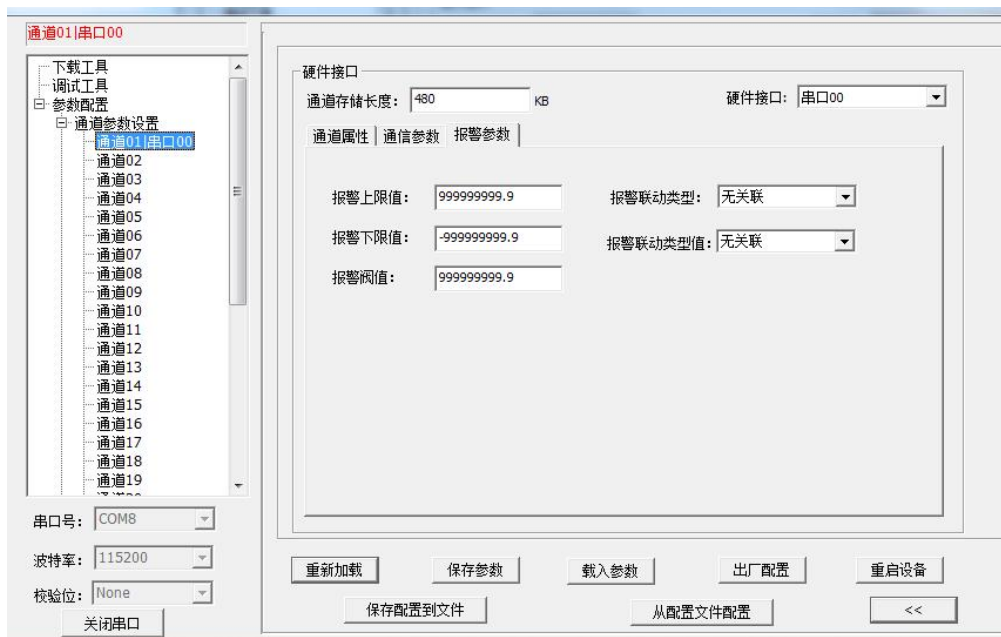 通道01|串口00
下载工具
调试工具
参数配置
通道参数设置
通道01|串口00
通道02
通道03
通道04
通道05
通道06
通道07
通道08
通道09
通道10
通道11
通道12
通道13
通道14
通道15
通道16
通道17
通道18
通道19
串口号: COM8
波特率: 115200
校验位: None
关闭串口
硬件接口
通道存储长度: 480 KB 硬件接口: 串口00
通道属性 通信参数 报警参数
报警上限值: 999999999.9 报警联动类型: 无关联
报警下限值: -999999999.9 报警联动类型值: 无关联
报警阀值: 999999999.9
重新加载 保存参数 载入参数 出厂配置 重启设备
保存配置到文件 从配置文件配置 <<